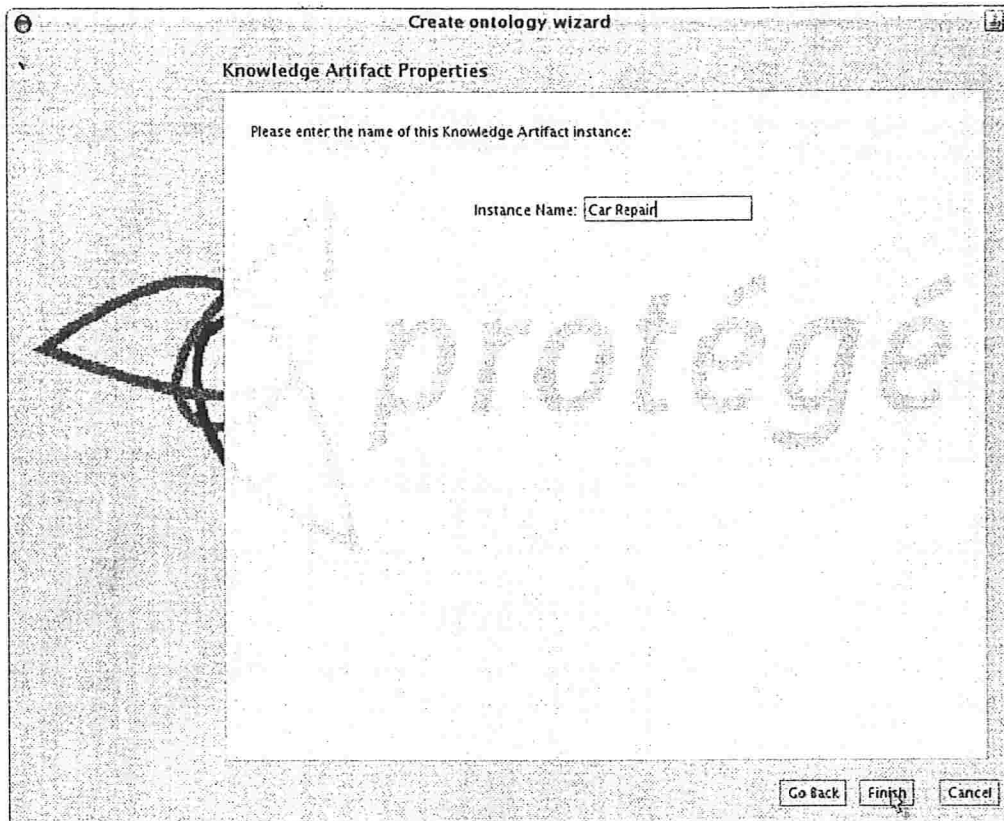 Create ontology wizard
Knowledge Artifact Properties
Please enter the name of this Knowledge Artifact instance:
Instance Name: Car Repair
protégé
Go Back Finish Cancel